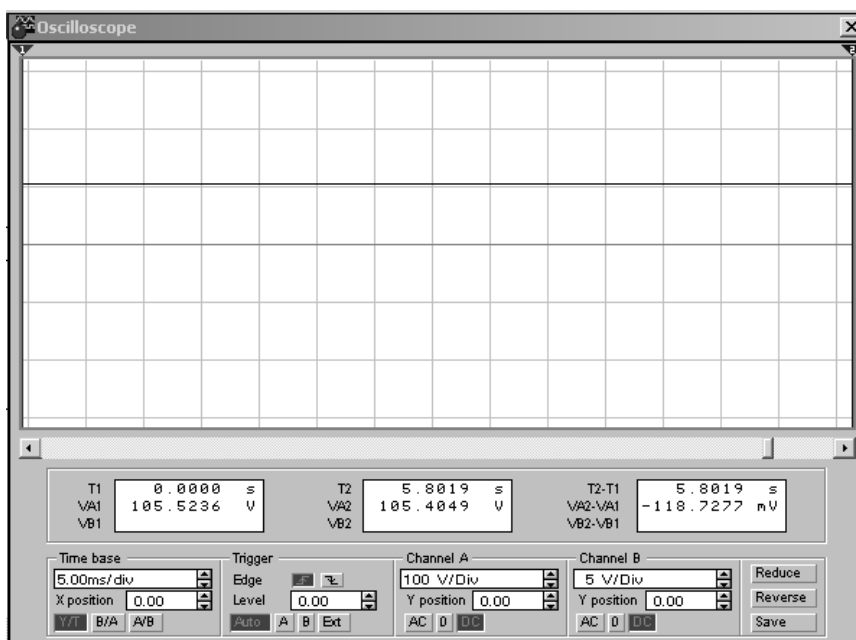 Oscilloscope
1 2
T1 0.0000 s T2 5.8019 s T2-T1 5.8019 s
VA1 105.5236 V VA2 105.4049 V VA2-VA1 -118.7277 mV
VB1 VB2 VB2-VB1
Time base Trigger Channel A Channel B
5.00ms/div Edge 100 V/Div 5 V/Div Reduce
X position 0.00 Level 0.00 Y position 0.00 Y position 0.00 Reverse
Y/T B/A A/B Auto A B Ext AC 0 DC AC 0 DC Save